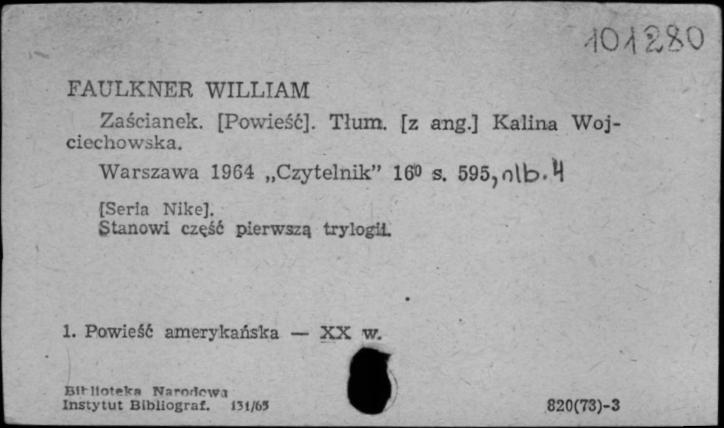 101280
FAULKNER WILLIAM
Zaścianek. [Powieść]. Tłum. [z ang.] Kalina Woj-
ciechowska.
Warszawa 1964 „Czytelnik” 16⁰ s. 595, nlb. 4
[Seria Nike].
Stanowi część pierwszą trylogii.
1. Powieść amerykańska — XX w.
Biblioteka Narodowa
Instytut Bibliograf. 131/65
820(73)-3